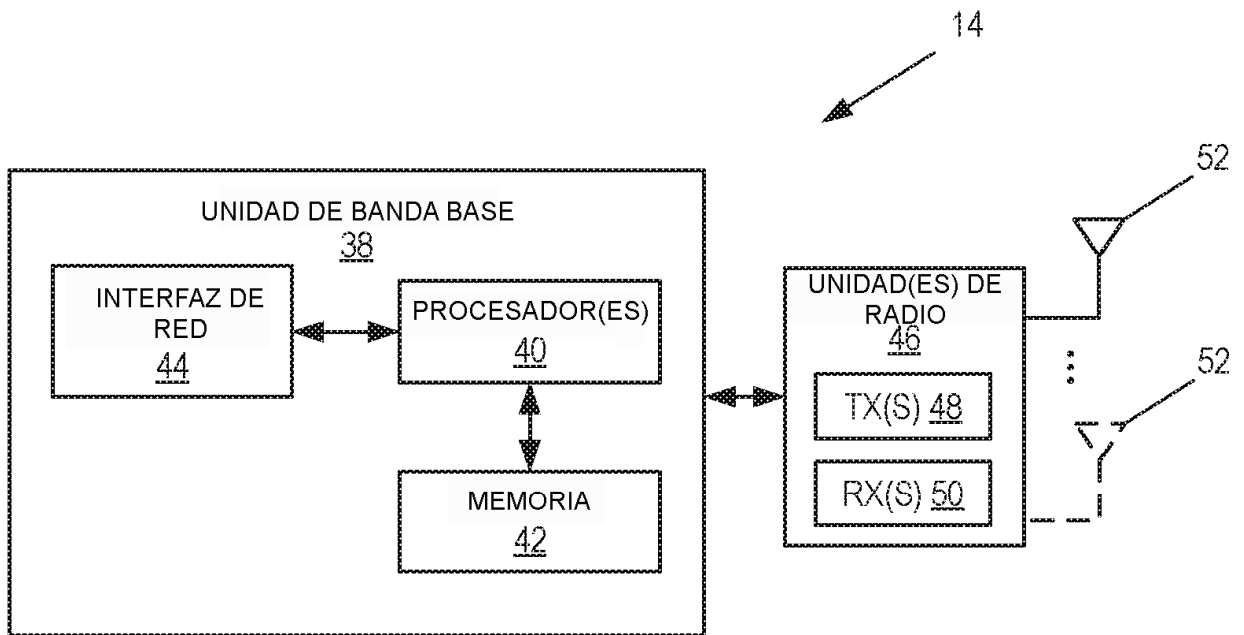 14
52
UNIDAD DE BANDA BASE
38
INTERFAZ DE
RED
44
PROCESADOR(ES)
40
MEMORIA
42
UNIDAD(ES) DE
RADIO
46
TX(S) 48
RX(S) 50
52